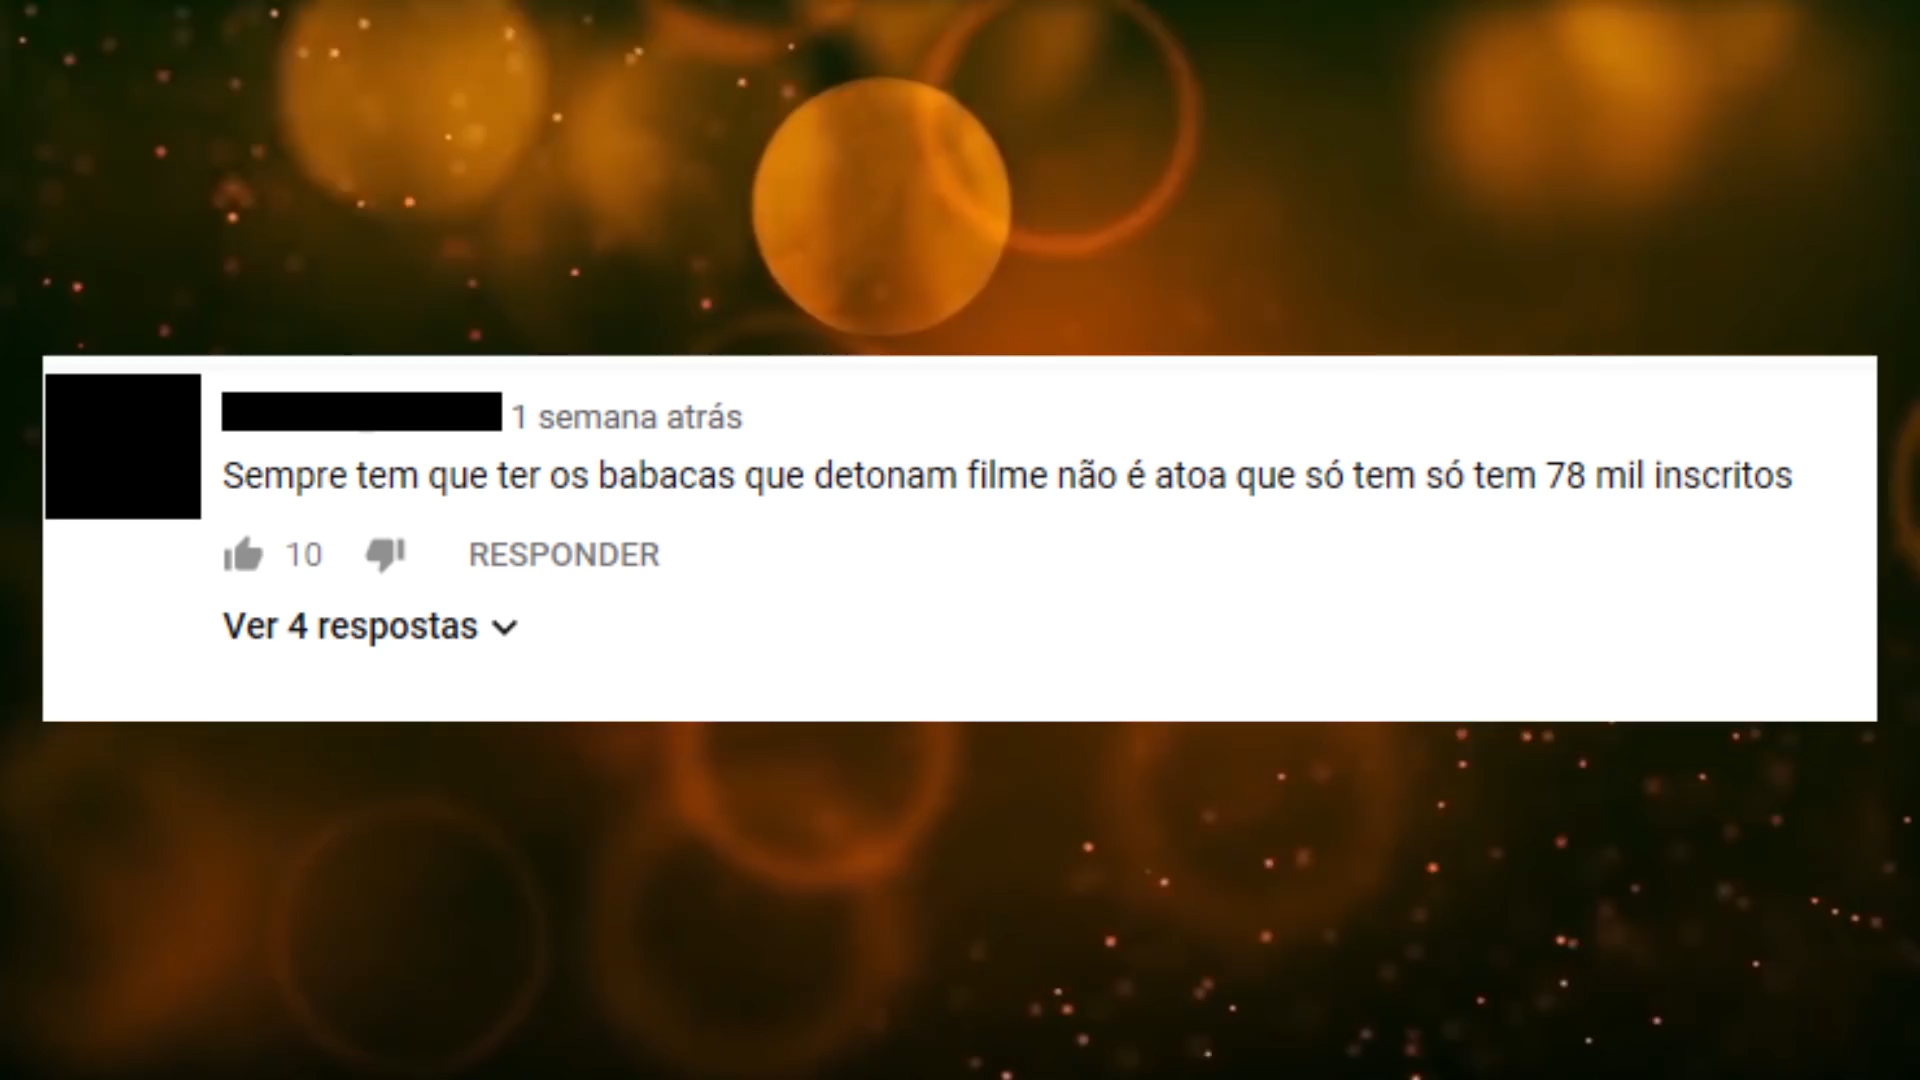 1 semana atrás
Sempre tem que ter os babacas que detonam filme não é atoa que só tem só tem 78 mil inscritos
10 RESPONDER
Ver 4 respostas